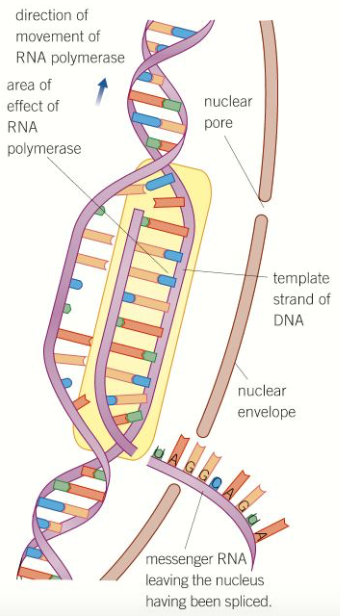 direction of
movement of
RNA polymerase
area of
effect of
RNA
polymerase
nuclear
pore
template
strand of
DNA
nuclear
envelope
U A G G C A G C A
messenger RNA
leaving the nucleus
having been spliced.